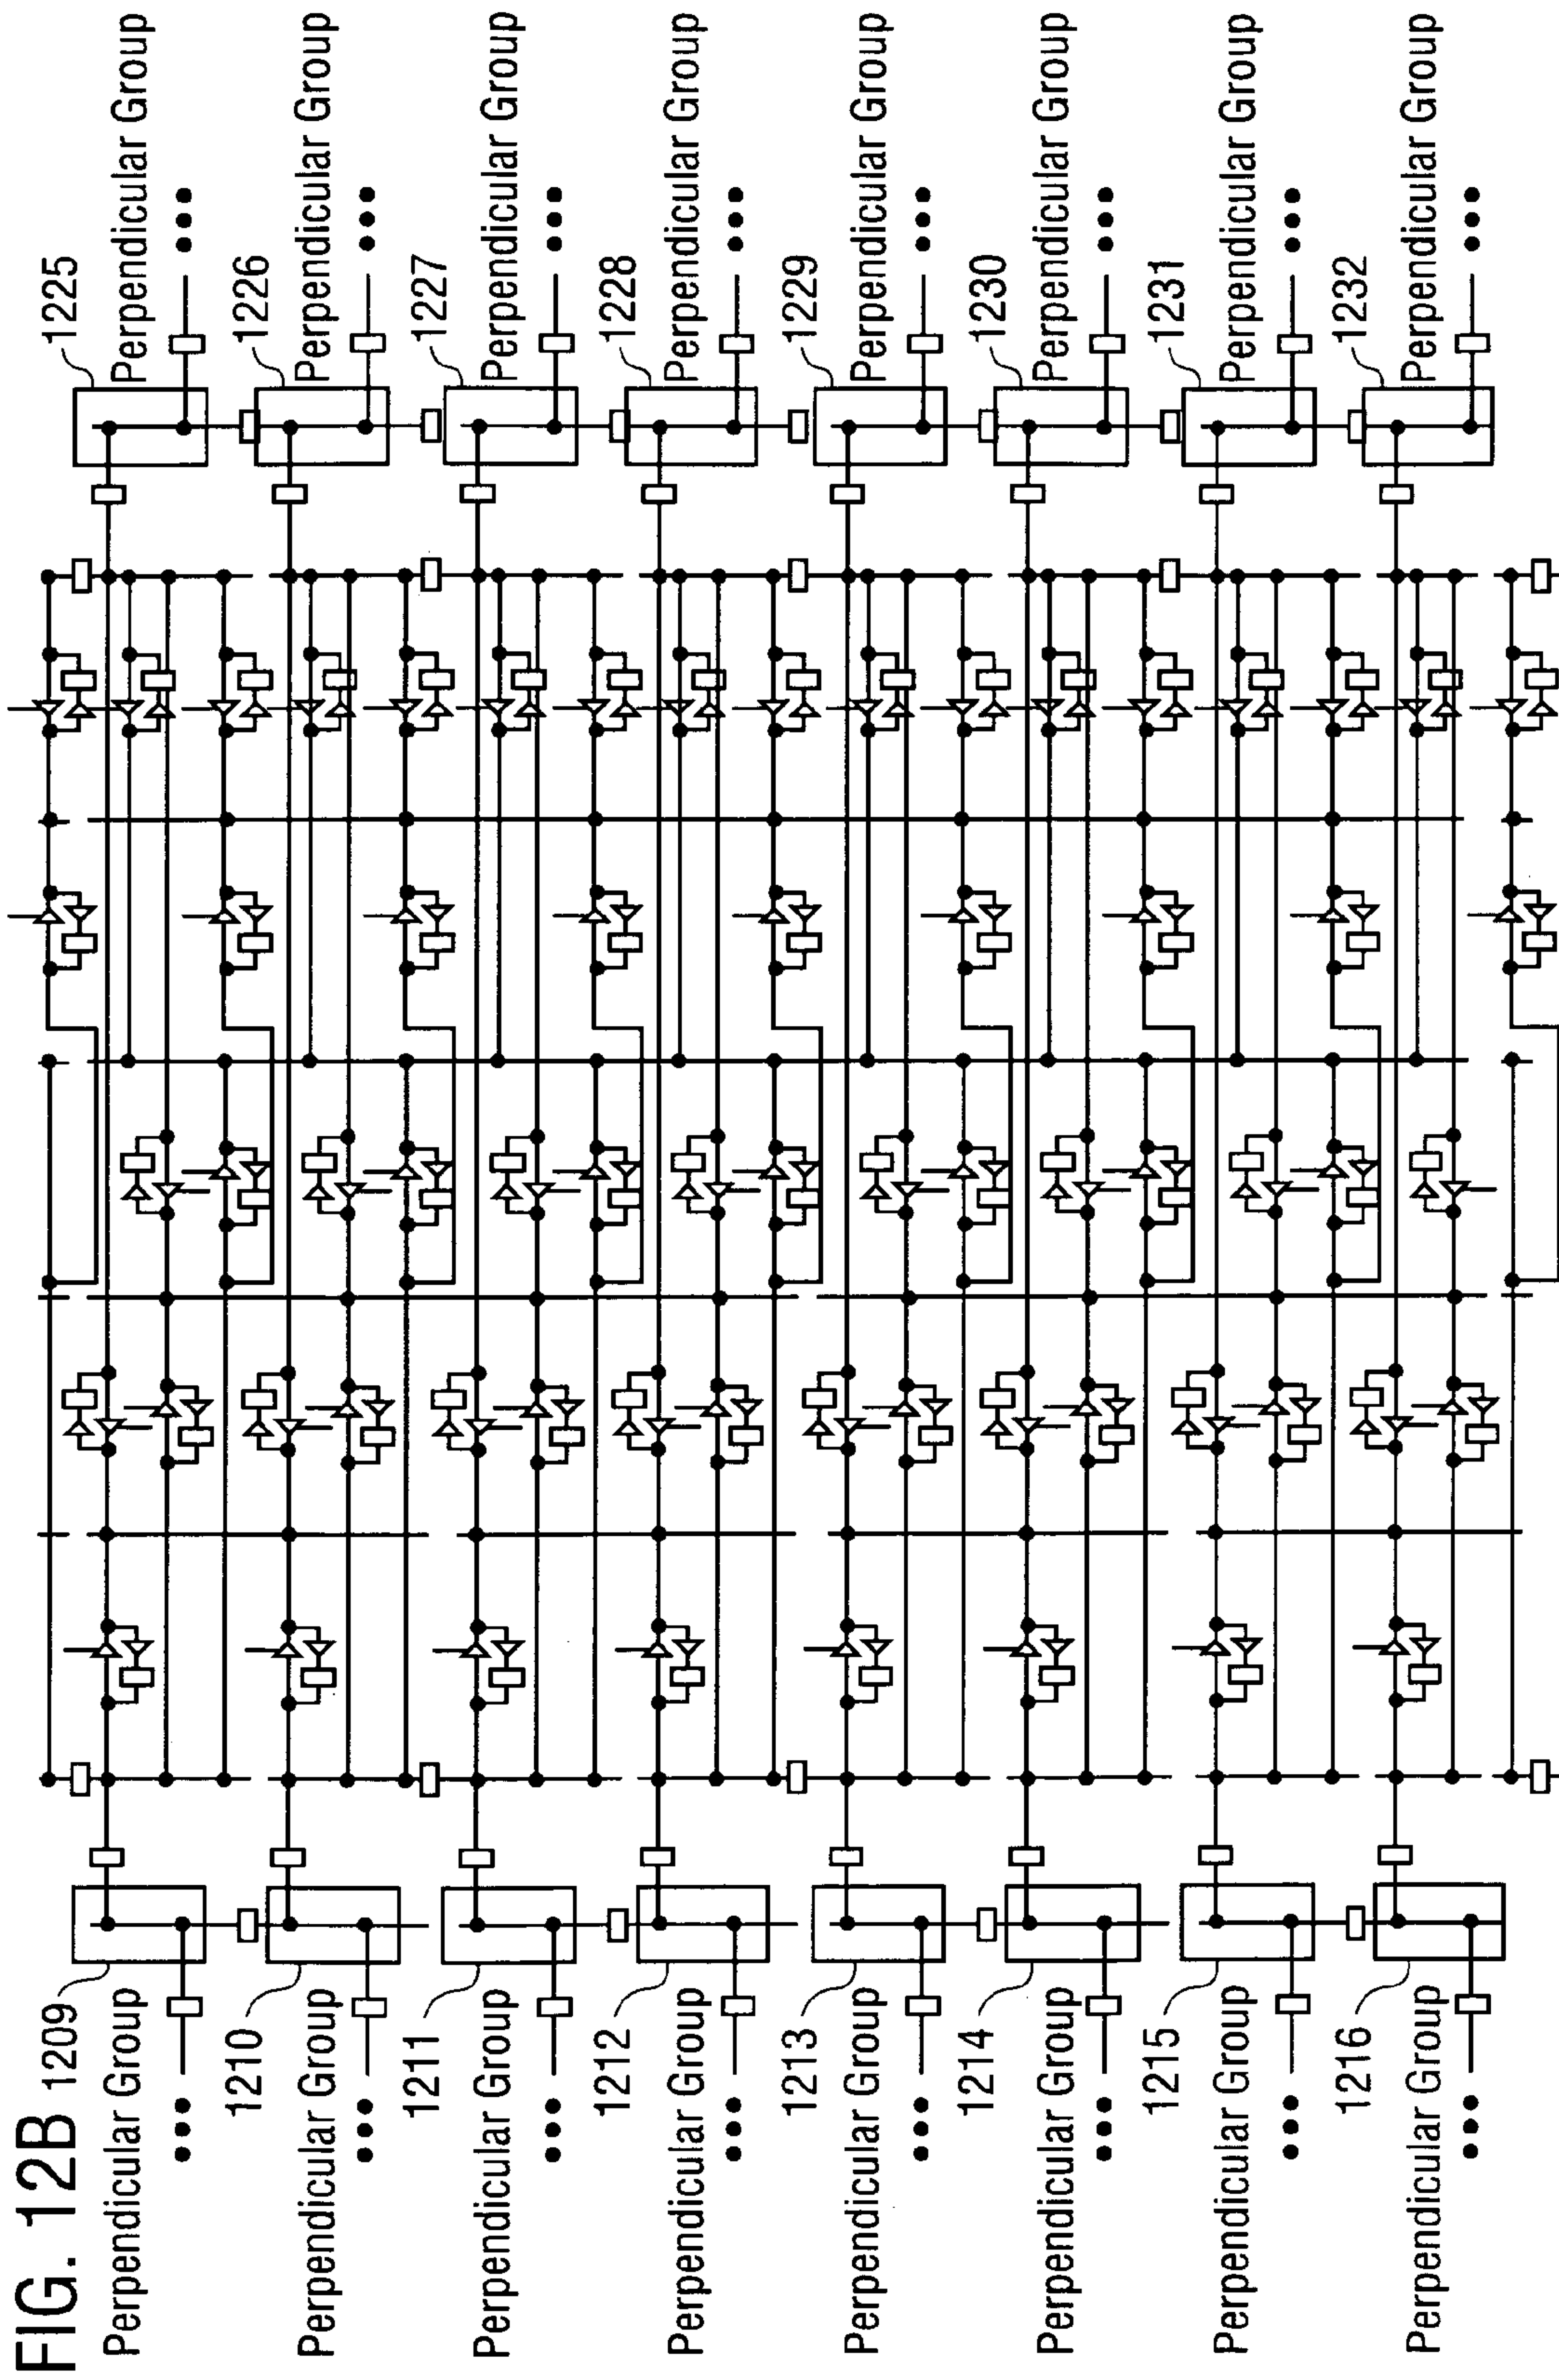 FIG. 12B
1209
Perpendicular Group
1210
Perpendicular Group
1211
Perpendicular Group
1212
Perpendicular Group
1213
Perpendicular Group
1214
Perpendicular Group
1215
Perpendicular Group
1216
Perpendicular Group
1225
Perpendicular Group
1226
Perpendicular Group
1227
Perpendicular Group
1228
Perpendicular Group
1229
Perpendicular Group
1230
Perpendicular Group
1231
Perpendicular Group
1232
Perpendicular Group